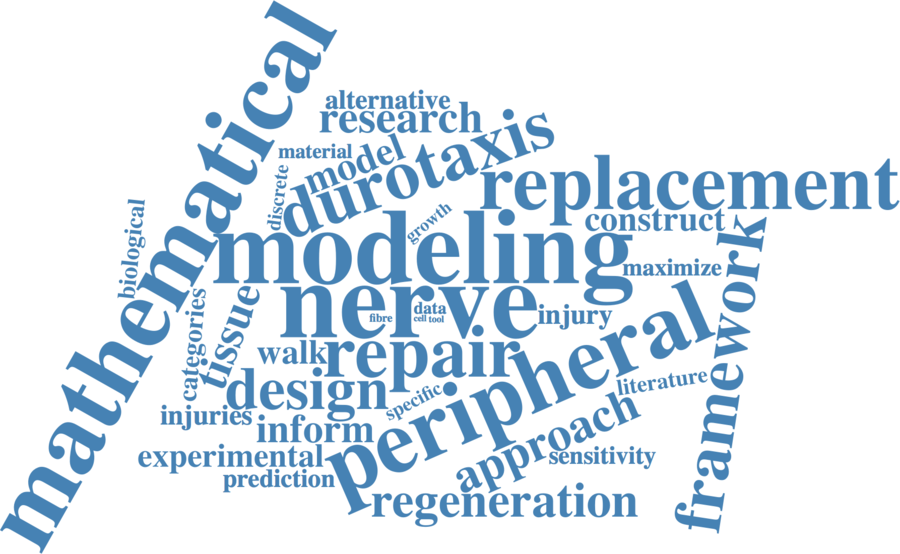 mathematical
alternative
research
durotaxis
material
model
discrete
replacement
biological
growth
construct
modeling
framework
maximize
nerve
data
fibre
cell
tool
injury
categories
tissue
walk
repair
peripheral
design
specific
literature
injuries
inform
approach
experimental
sensitivity
prediction
regeneration